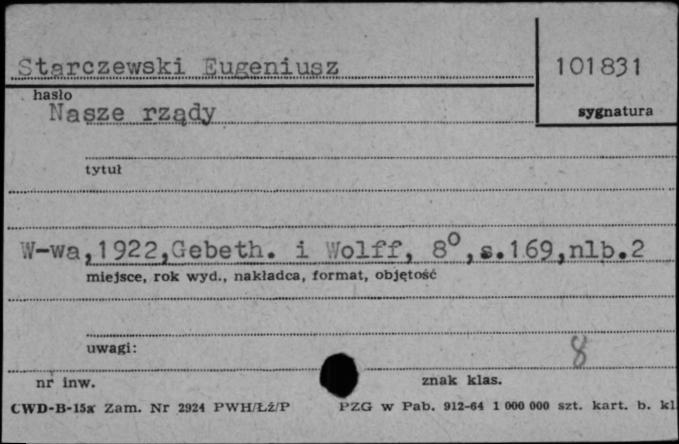 Starczewski Eugeniusz 101831
hasło
Nasze rządy sygnatura
tytuł
W-wa,1922,Gebeth. i Wolff, 8⁰,s.169,nlb.2
miejsce, rok wyd., nakładca, format, objętość
uwagi: 8
nr inw. znak klas.
CWD-B-15a Zam. Nr 2924 PWH/Łź/P PZG w Pab. 912-64 1 000 000 szt. kart. b. kl.